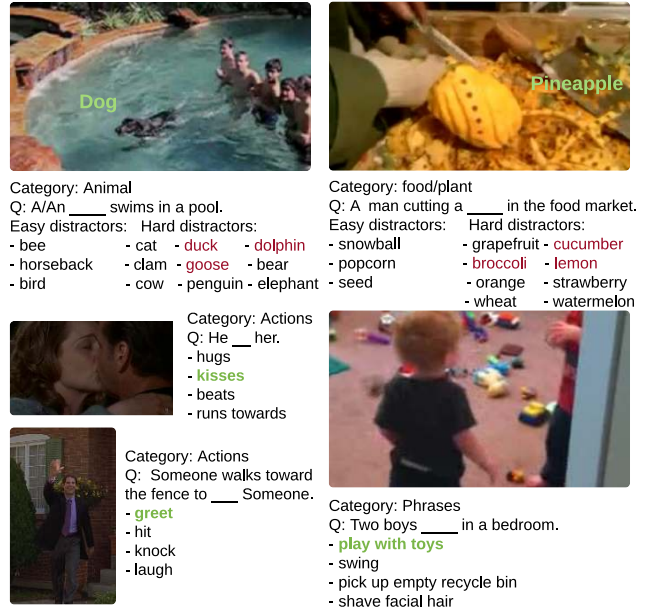 Dog
Category: Animal
Q: A/An ____ swims in a pool.
Easy distractors: Hard distractors:
- bee - cat - duck - dolphin
- horseback - clam - goose - bear
- bird - cow - penguin - elephant
Pineapple
Category: food/plant
Q: A man cutting a ____ in the food market.
Easy distractors: Hard distractors:
- snowball - grapefruit - cucumber
- popcorn - broccoli - lemon
- seed - orange - strawberry
- wheat - watermelon
Category: Actions
Q: He __ her.
- hugs
- kisses
- beats
- runs towards
Category: Actions
Q: Someone walks toward
the fence to ___ Someone.
- greet
- hit
- knock
- laugh
Category: Phrases
Q: Two boys ____ in a bedroom.
- play with toys
- swing
- pick up empty recycle bin
- shave facial hair